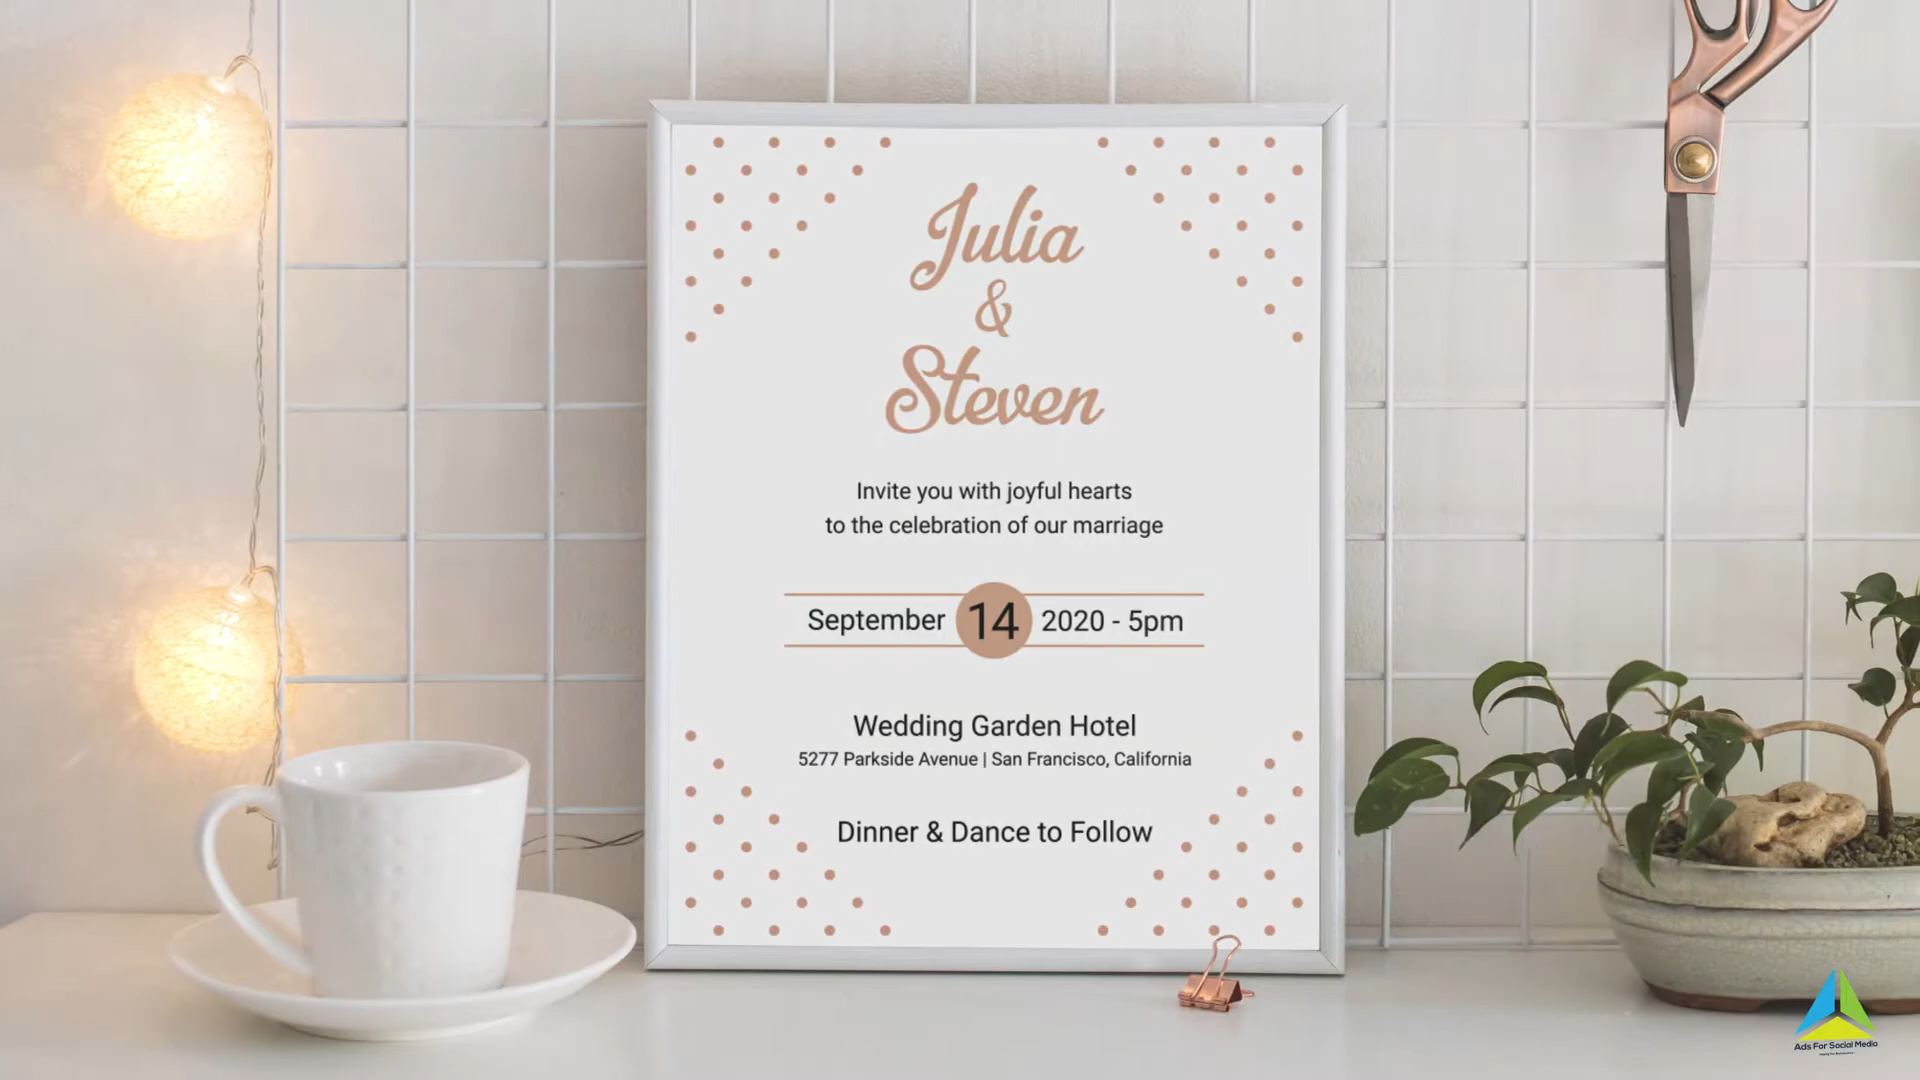 Julia
&
Steven
Invite you with joyful hearts
to the celebration of our marriage
September 14 2020 - 5pm
Wedding Garden Hotel
5277 Parkside Avenue | San Francisco, California
Dinner & Dance to Follow
Ads For Social Media